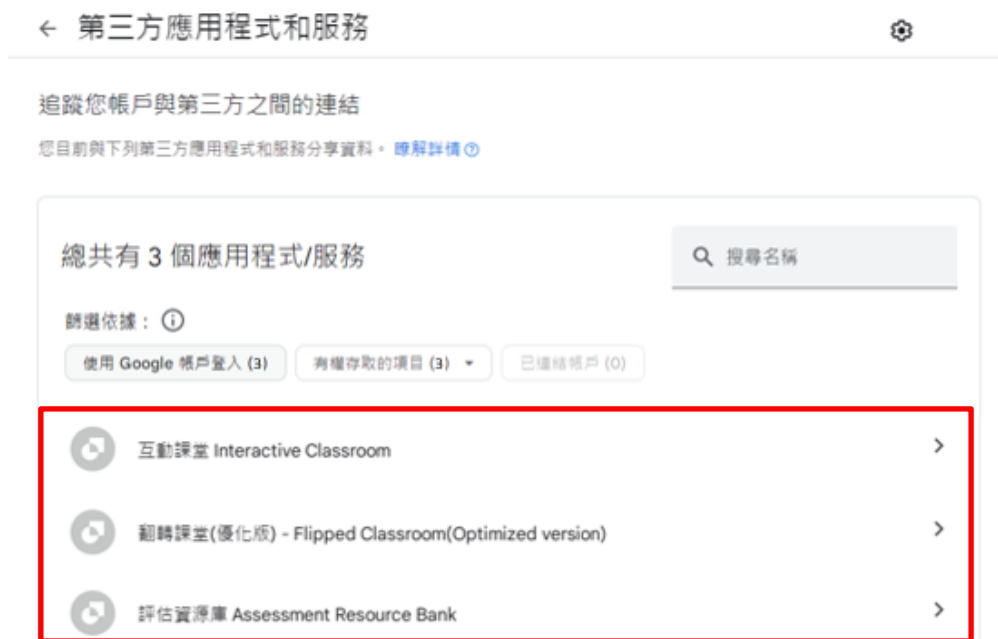 第三方應用程式和服務
追蹤您帳戶與第三方之間的連結
您目前與下列第三方應用程式和服務分享資料。 瞭解詳情
總共有 3 個應用程式/服務
搜尋名稱
篩選依據：
使用 Google 帳戶登入 (3) 有權存取的項目 (3) 已連結帳戶 (0)
互動課堂 Interactive Classroom
翻轉課堂(優化版) - Flipped Classroom(Optimized version)
評估資源庫 Assessment Resource Bank